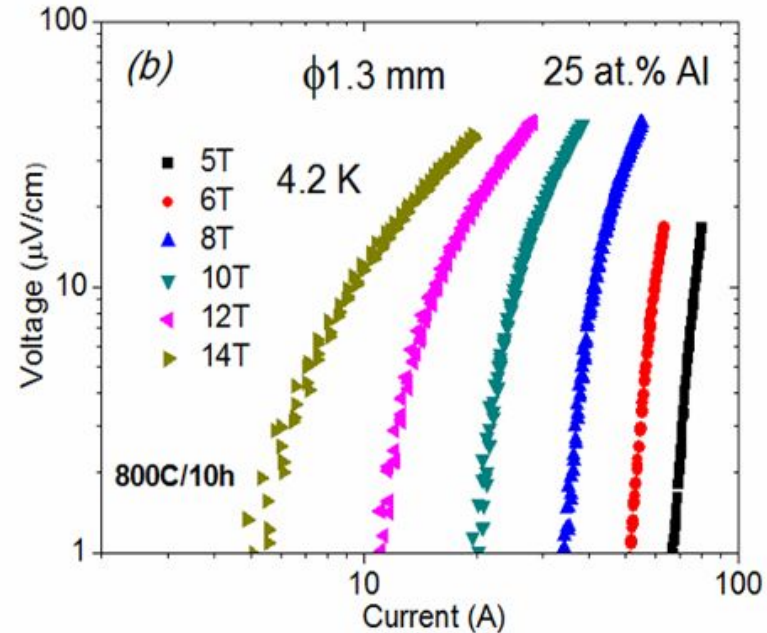 100
(b)
ϕ1.3 mm
25 at.% Al
5T
6T
8T
10T
12T
14T
4.2 K
10
Voltage (μV/cm)
800C/10h
1
10
100
Current (A)